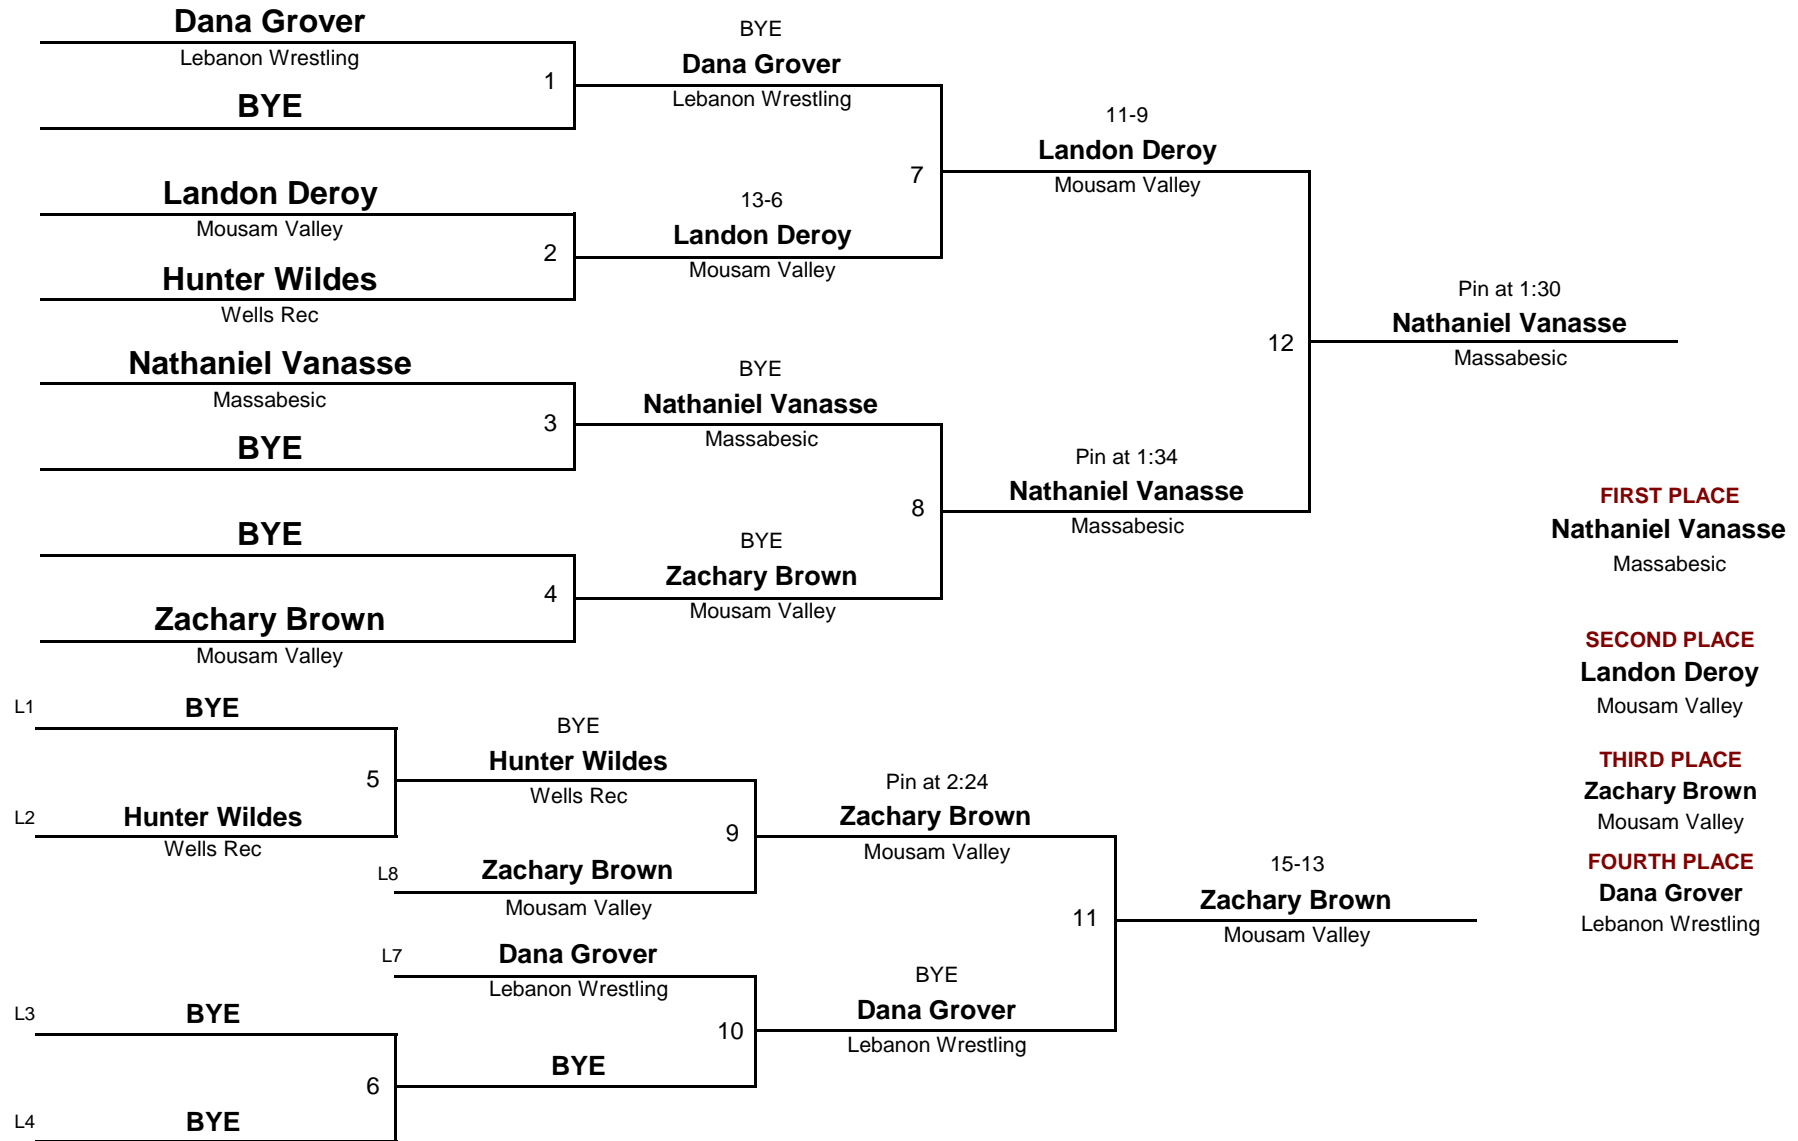 Dana Grover
Lebanon Wrestling
1
BYE
BYE
Dana Grover
Lebanon Wrestling
Landon Deroy
Mousam Valley
2
Hunter Wildes
Wells Rec
13-6
Landon Deroy
Mousam Valley
7
11-9
Landon Deroy
Mousam Valley
Nathaniel Vanasse
Massabesic
3
BYE
BYE
Nathaniel Vanasse
Massabesic
BYE
4
Zachary Brown
Mousam Valley
BYE
Zachary Brown
Mousam Valley
8
Pin at 1:34
Nathaniel Vanasse
Massabesic
12
Pin at 1:30
Nathaniel Vanasse
Massabesic
FIRST PLACE
Nathaniel Vanasse
Massabesic
SECOND PLACE
Landon Deroy
Mousam Valley
THIRD PLACE
Zachary Brown
Mousam Valley
FOURTH PLACE
Dana Grover
Lebanon Wrestling
L1
BYE
5
L2
Hunter Wildes
Wells Rec
BYE
Hunter Wildes
Wells Rec
9
L8
Zachary Brown
Mousam Valley
Pin at 2:24
Zachary Brown
Mousam Valley
L7
Dana Grover
Lebanon Wrestling
10
BYE
L3
BYE
6
L4
BYE
BYE
Dana Grover
Lebanon Wrestling
11
15-13
Zachary Brown
Mousam Valley